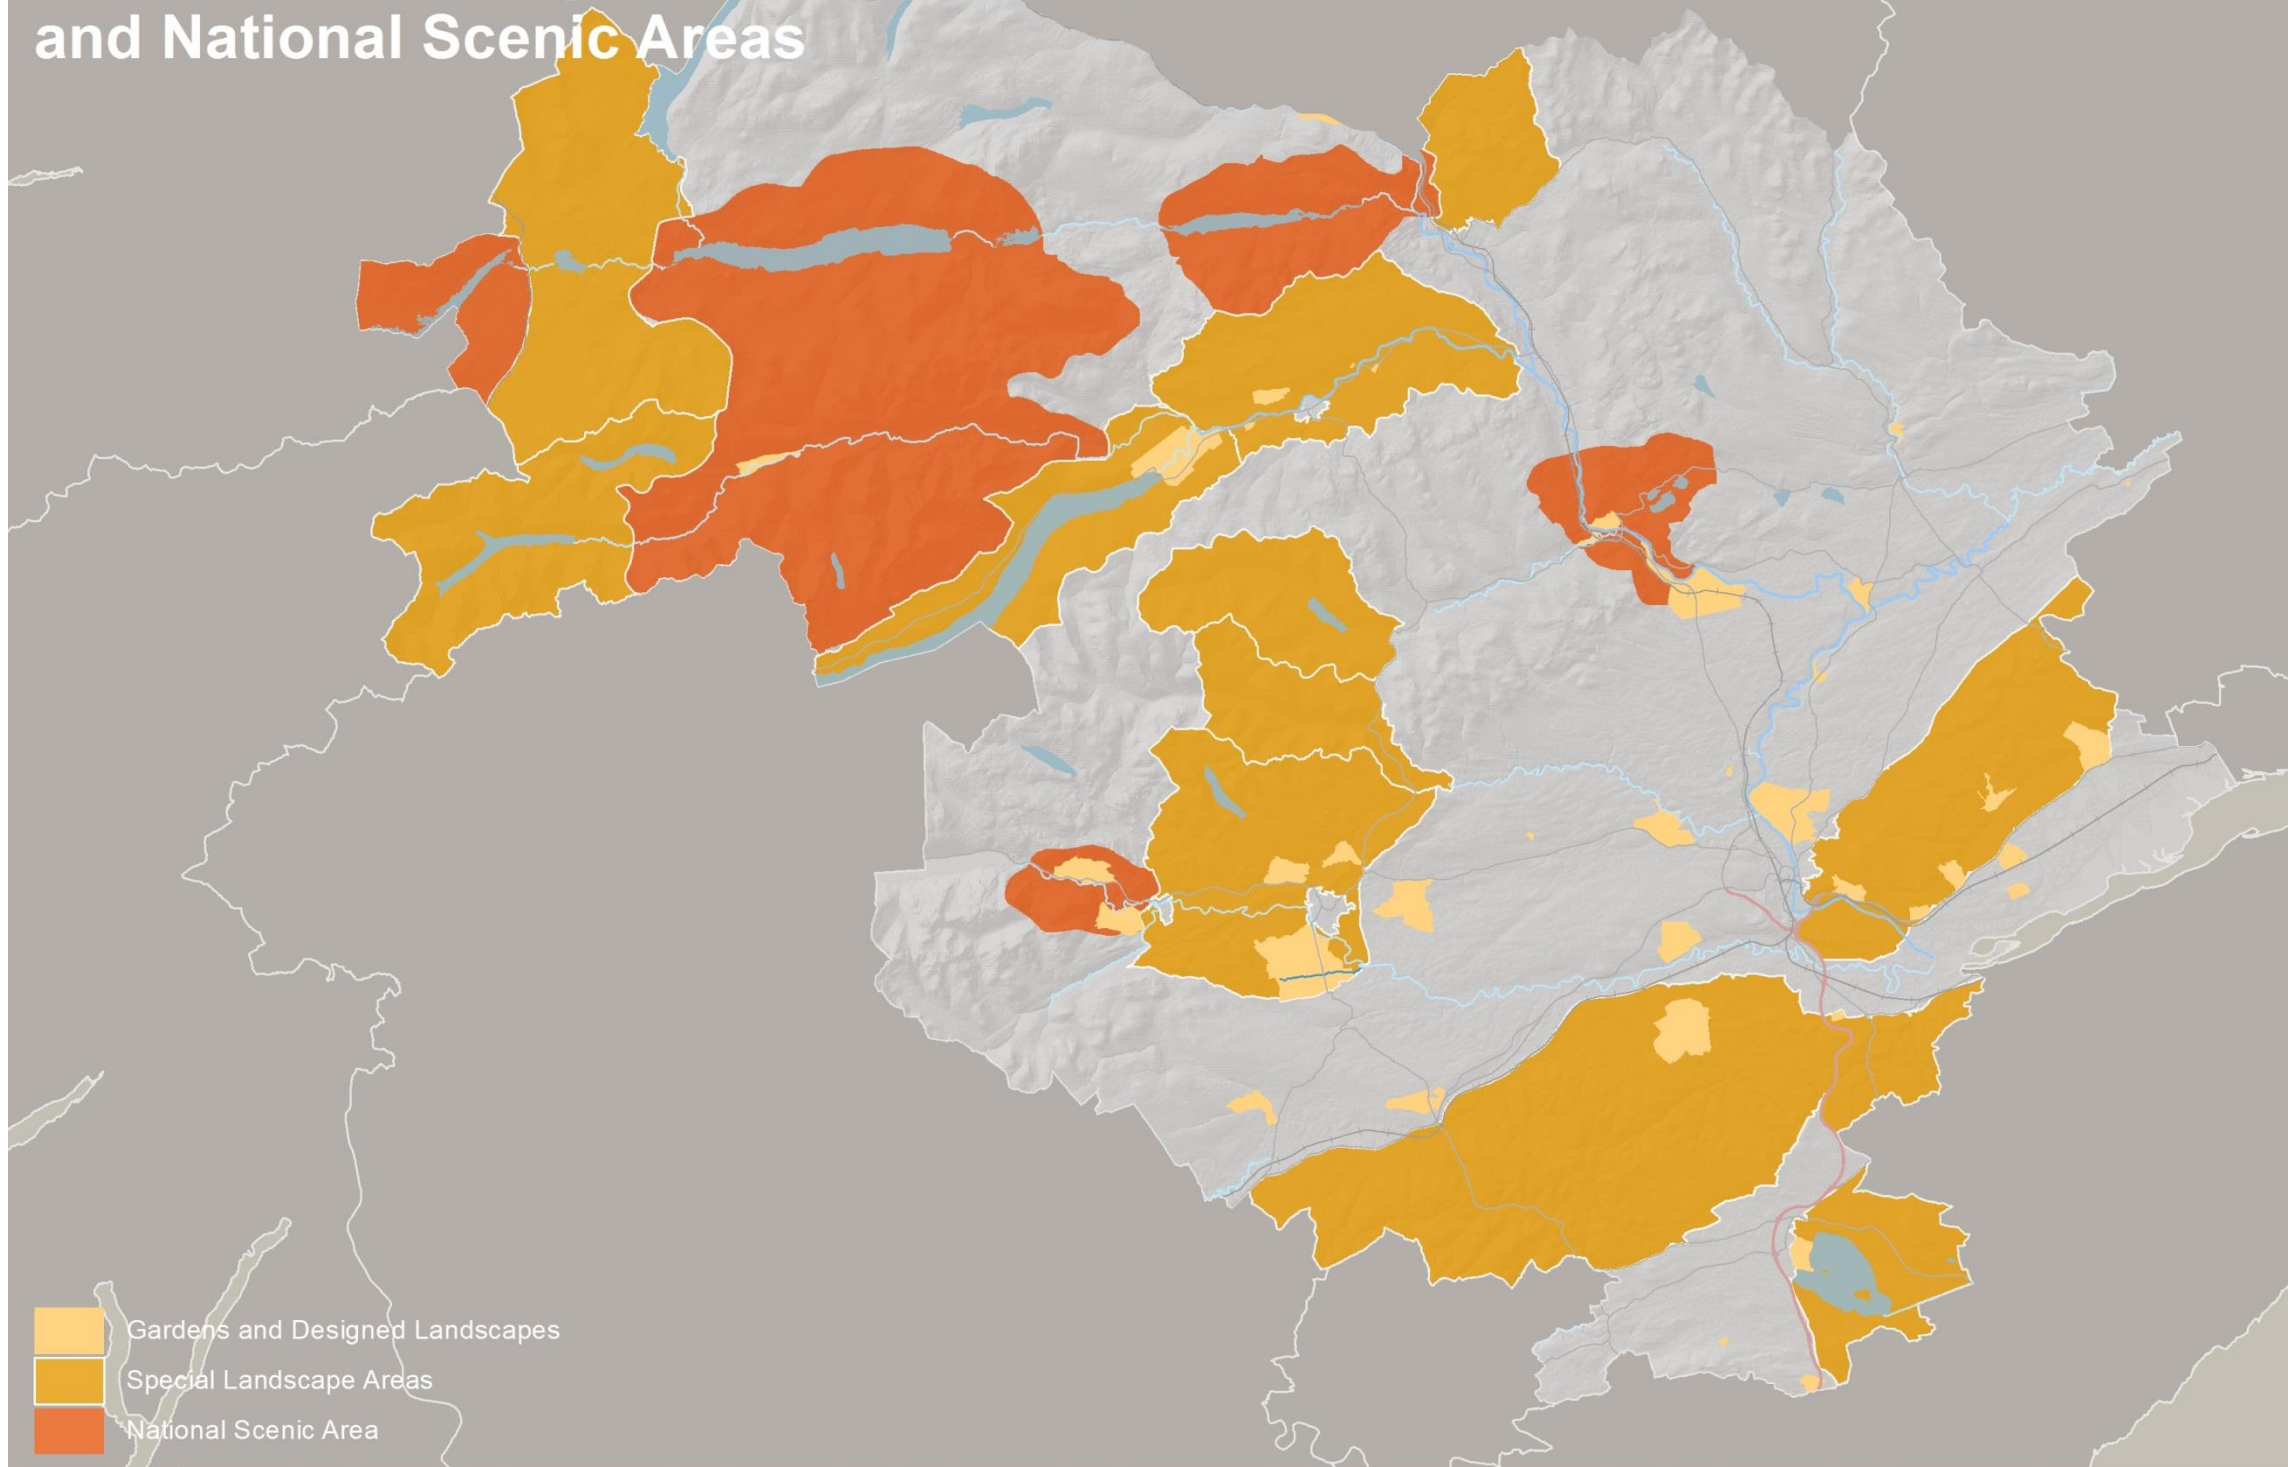 and National Scenic Areas
Gardens and Designed Landscapes
Special Landscape Areas
National Scenic Area